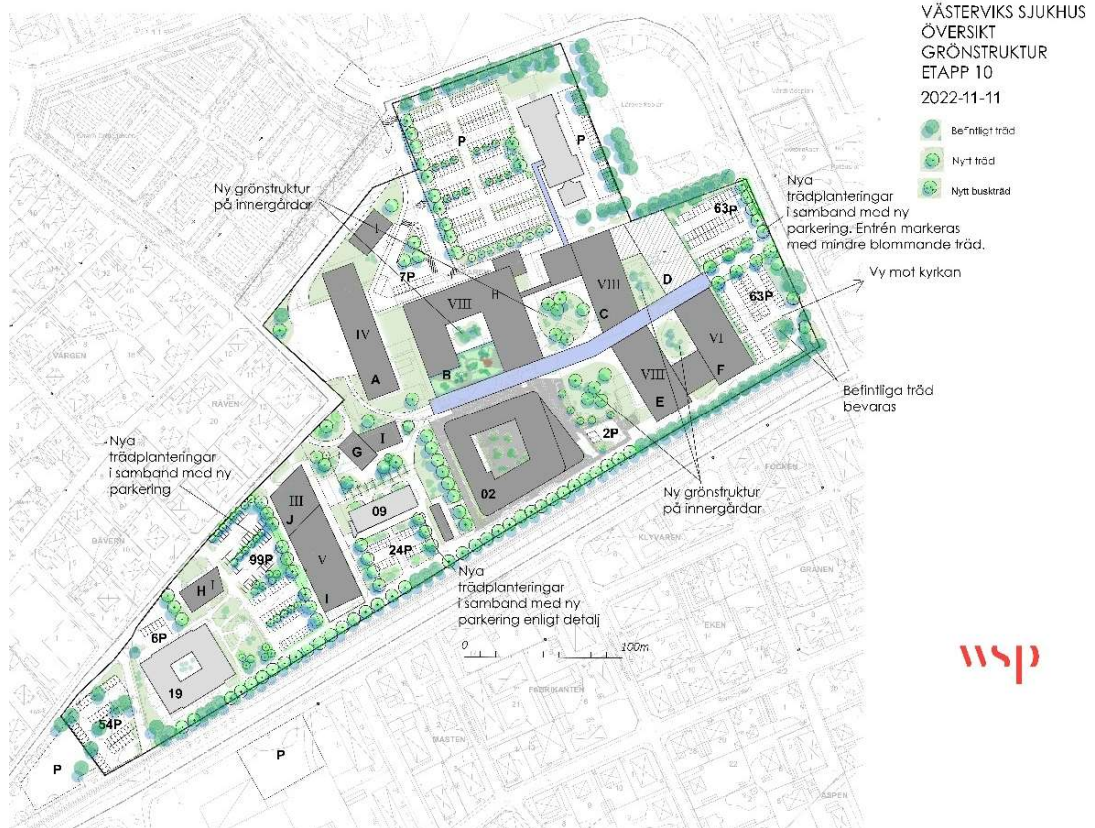 VÄSTERVIKS SJUKHUS
ÖVERSIKT
GRÖNSTRUKTUR
ETAPP 10
2022-11-11
Befintligt träd
Nytt träd
Nytt buskträd
Ny grönstruktur
på innergårdar
Nya
trädplanteringar
i samband med ny
parkering. Entrén markeras
med mindre blommande träd.
Vy mot kyrkan
Befintliga träd
bevaras
Nya
trädplanteringar
i samband med ny
parkering
Ny grönstruktur
på innergårdar
Nya
trädplanteringar
i samband med ny
parkering enligt detalj
0 100m
P
P
63P
63P
7P
I
VIII
H
VIII
C
D
IV
A
B
VI
F
VIII
E
2P
02
G
I
III
J
V
I
09
24P
99P
H
I
6P
19
54P
P
P
VARGEN
RÄVEN
BÄVERN
FOCKEN
KLYVAREN
GRANEN
EKEN
FABRIKANTEN
MASTEN
ASPEN
wsp